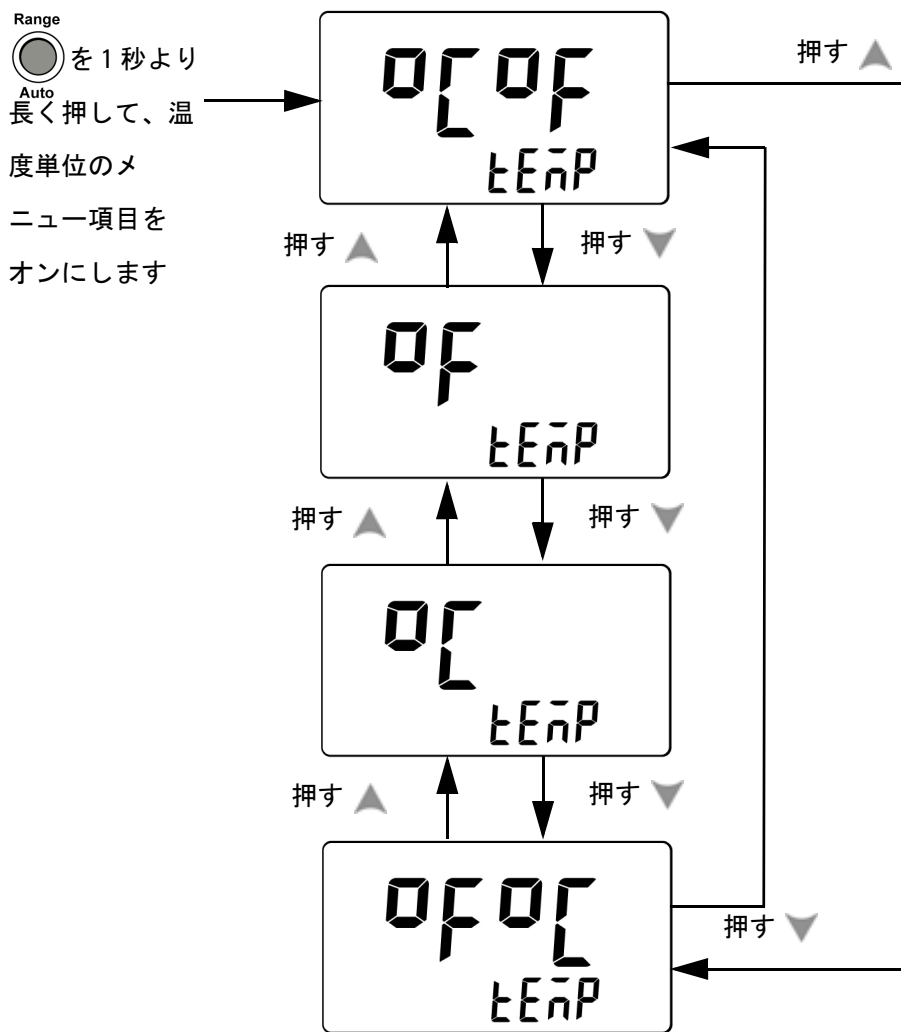 Range
を1秒より
Auto
長く押して、温
度単位のメ
ニュー項目を
オンにします
°C°F
tEmP
押す
押す
押す
°F
tEmP
押す
押す
°C
tEmP
押す
押す
°F°C
tEmP
押す